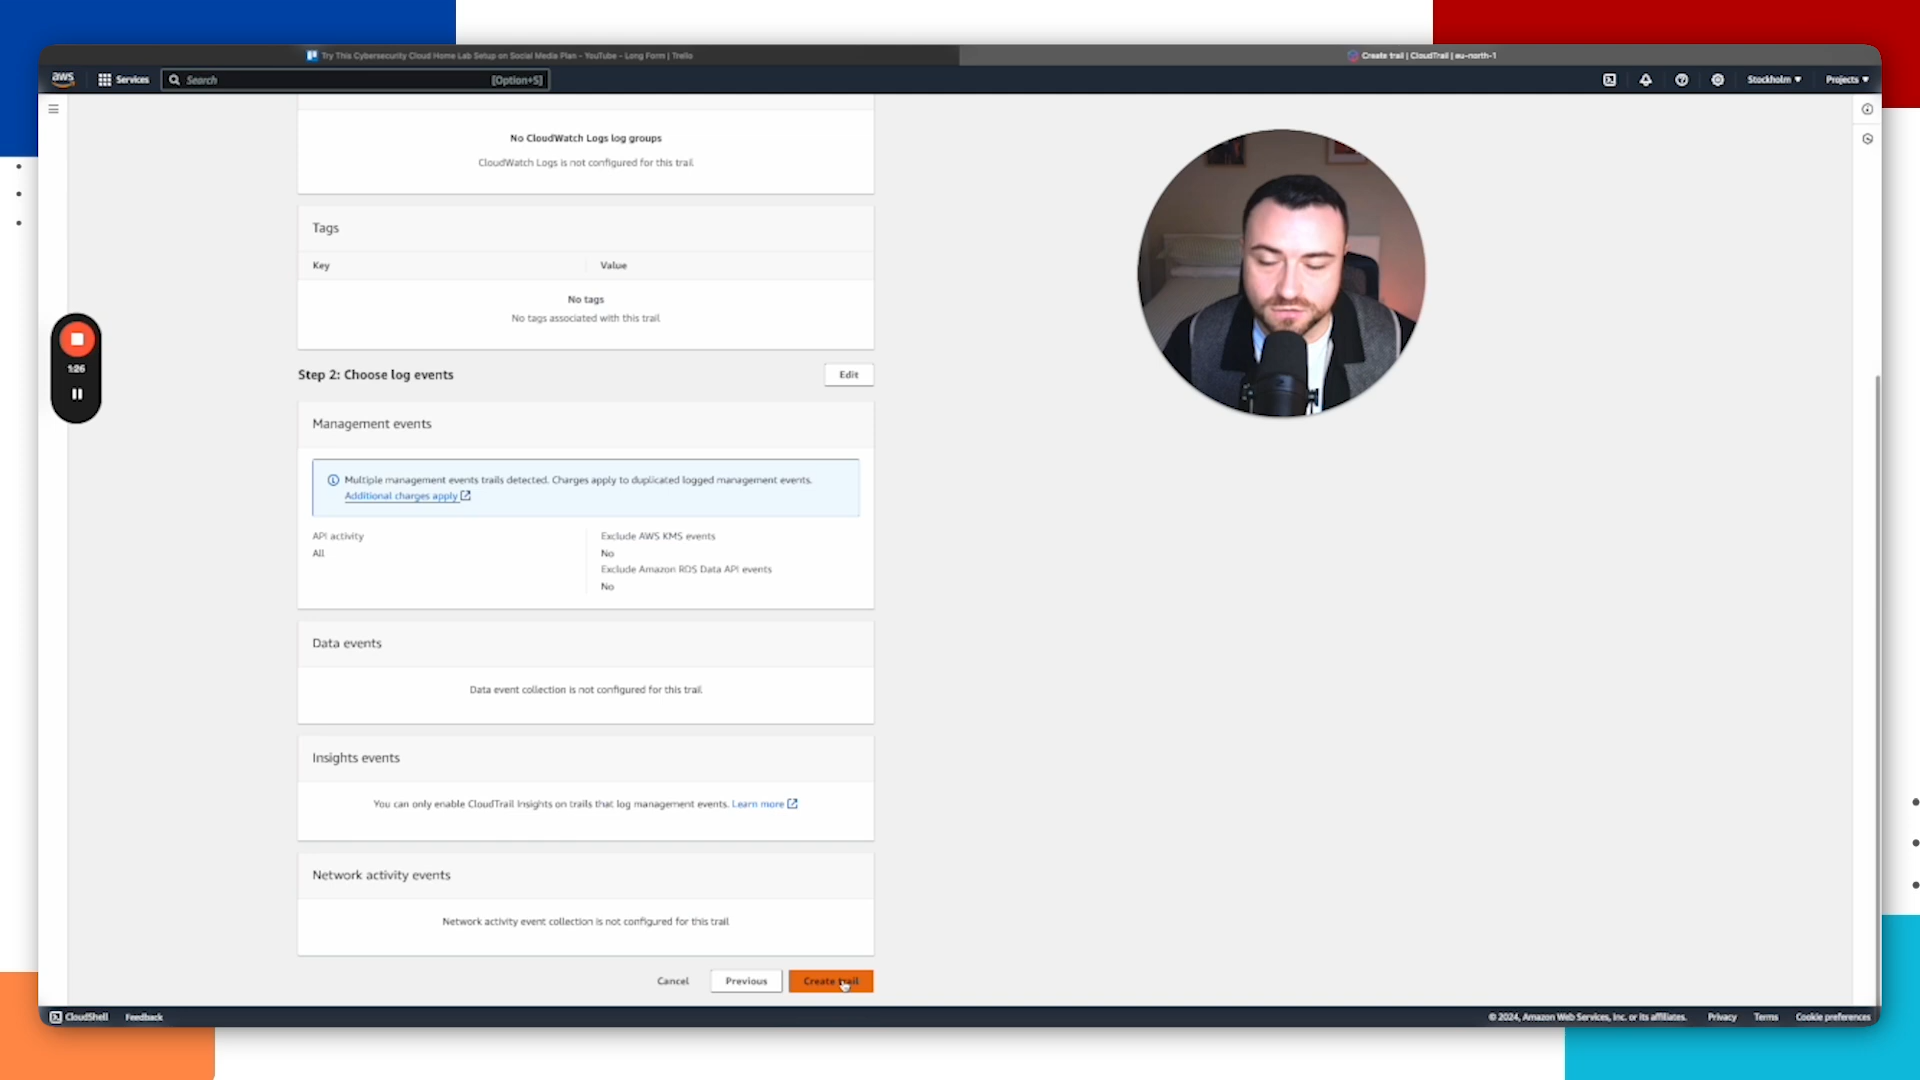 Try This Cybersecurity Cloud Home Lab Setup on Social Media Plan - YouTube - Long Form | Trello
Create trail | CloudTrail | eu-north-1
aws
Services
Search
[Option+S]
Stockholm
Projects
No CloudWatch Logs log groups
CloudWatch Logs is not configured for this trail
Tags
Key
Value
No tags
No tags associated with this trail
1:26
Step 2: Choose log events
Edit
Management events
Multiple management events trails detected. Charges apply to duplicated logged management events.
Additional charges apply
API activity
All
Exclude AWS KMS events
No
Exclude Amazon RDS Data API events
No
Data events
Data event collection is not configured for this trail
Insights events
You can only enable CloudTrail Insights on trails that log management events. Learn more
Network activity events
Network activity event collection is not configured for this trail
Cancel
Previous
Create trail
CloudShell
Feedback
© 2024, Amazon Web Services, Inc. or its affiliates.
Privacy
Terms
Cookie preferences